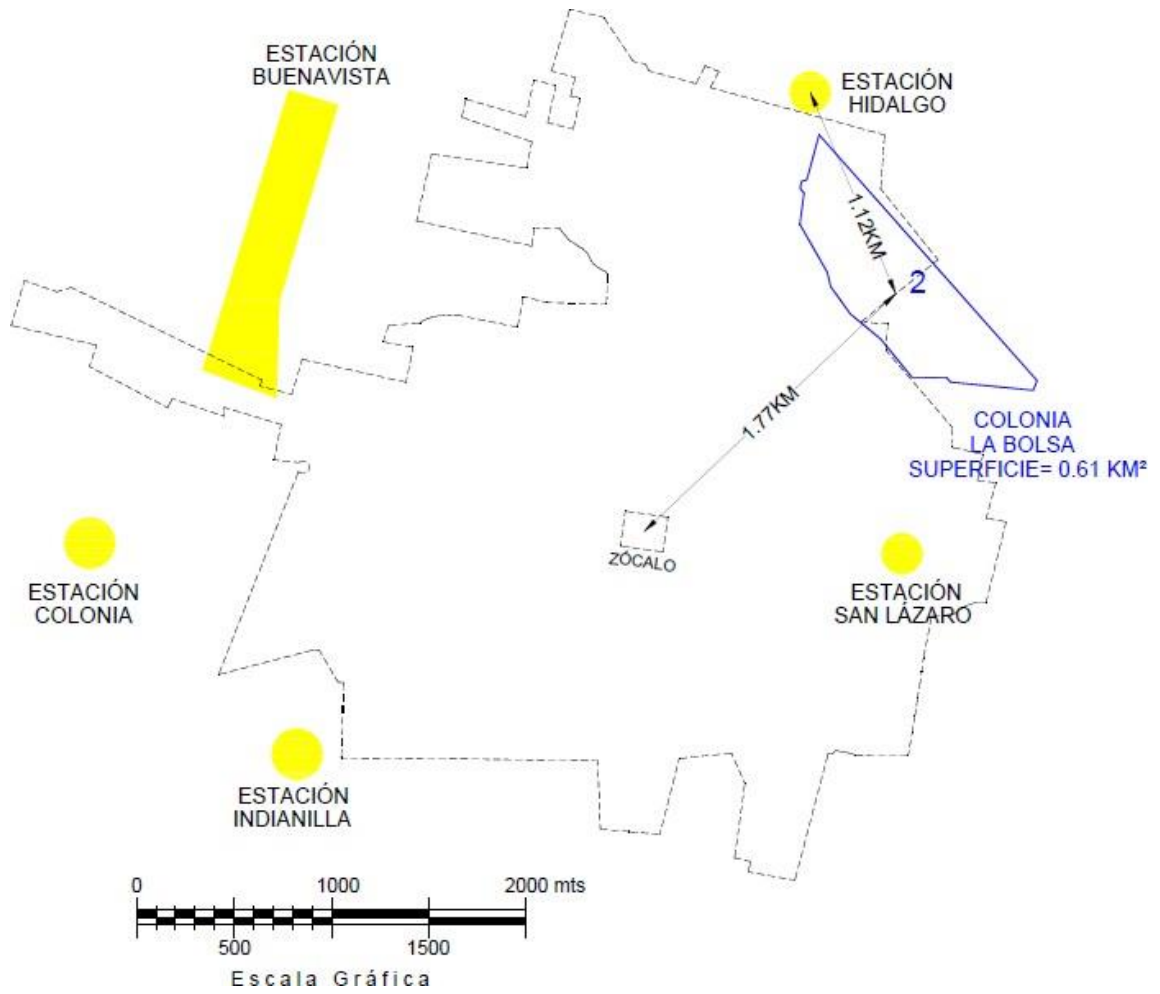 ESTACIÓN
BUENAVISTA
ESTACIÓN
HIDALGO
1.12KM
2
1.77KM
COLONIA
LA BOLSA
SUPERFICIE= 0.61 KM²
ZÓCALO
ESTACIÓN
COLONIA
ESTACIÓN
SAN LÁZARO
ESTACIÓN
INDIANILLA
0 1000 2000 mts
500 1500
Escala Gráfica